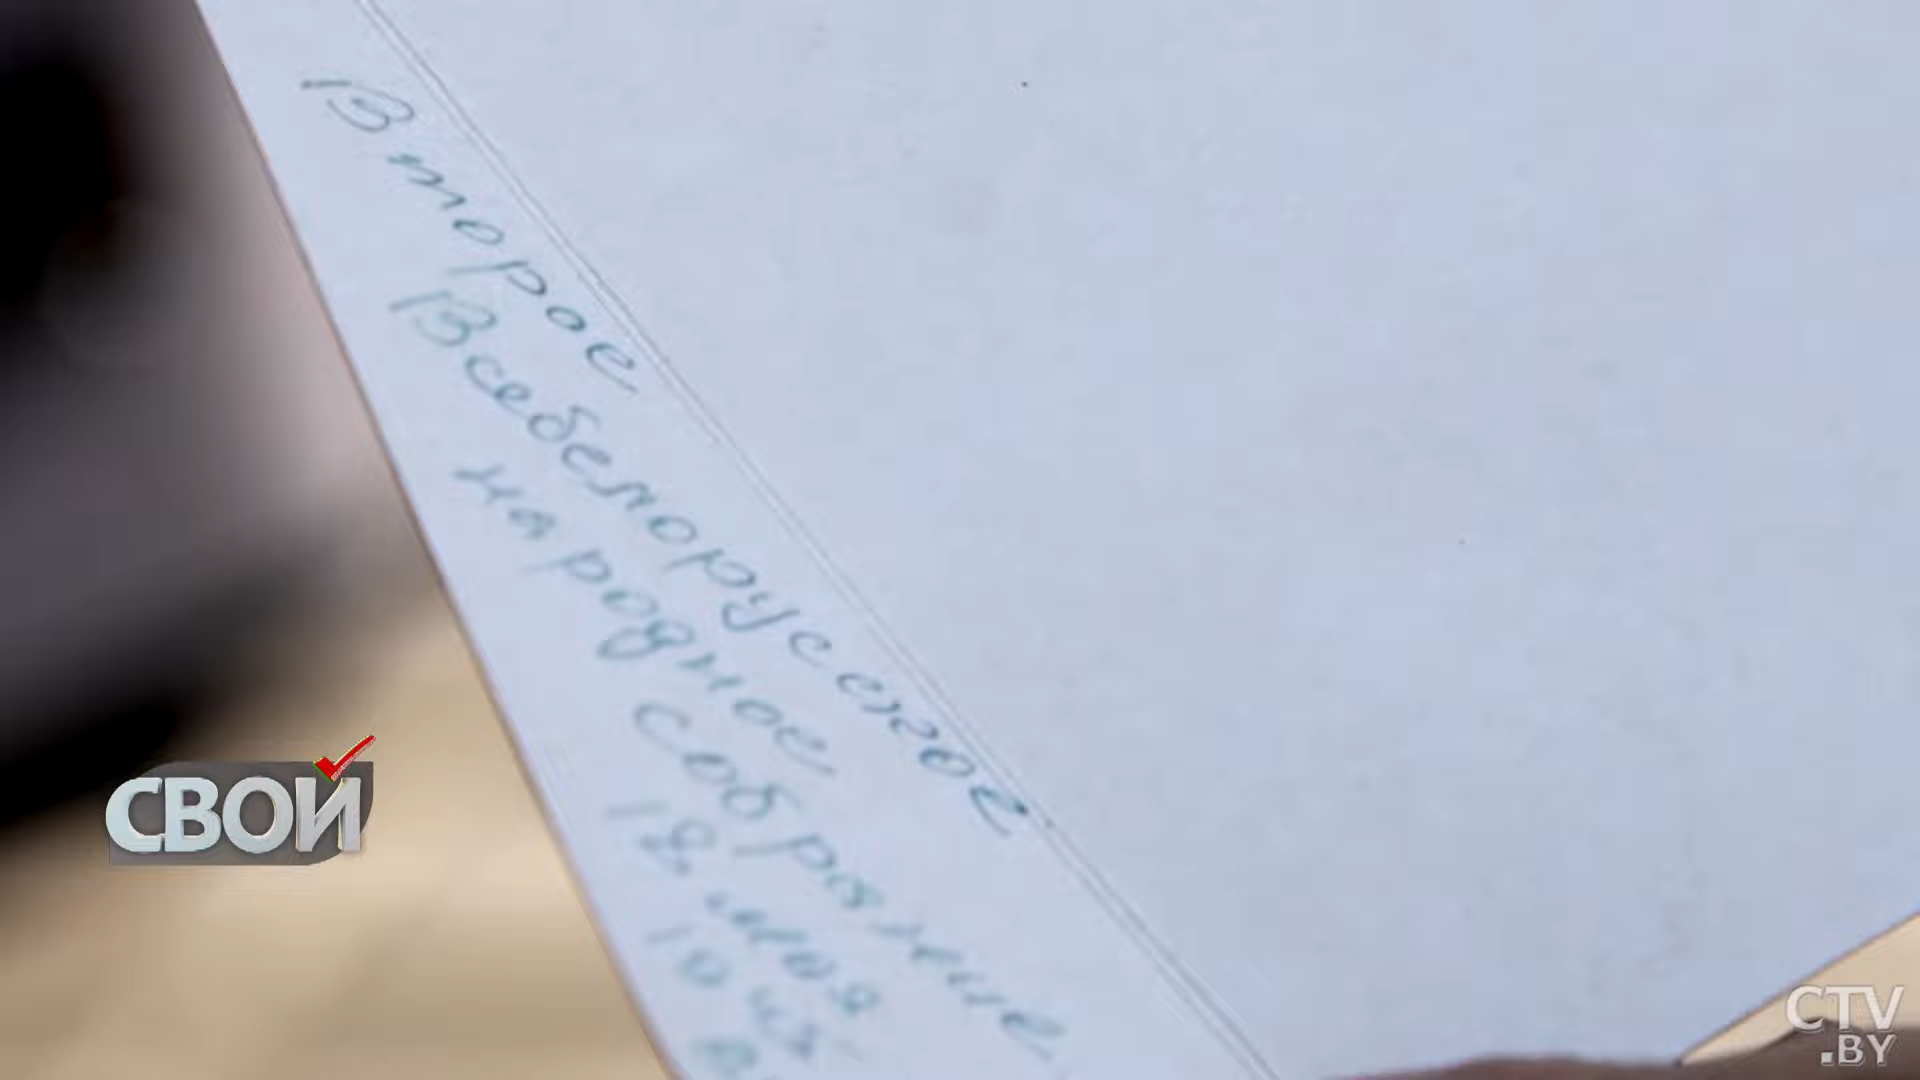 Второе
Всебелорусское
народное
собрание
18 мая
СВОЙ
CTV
.BY